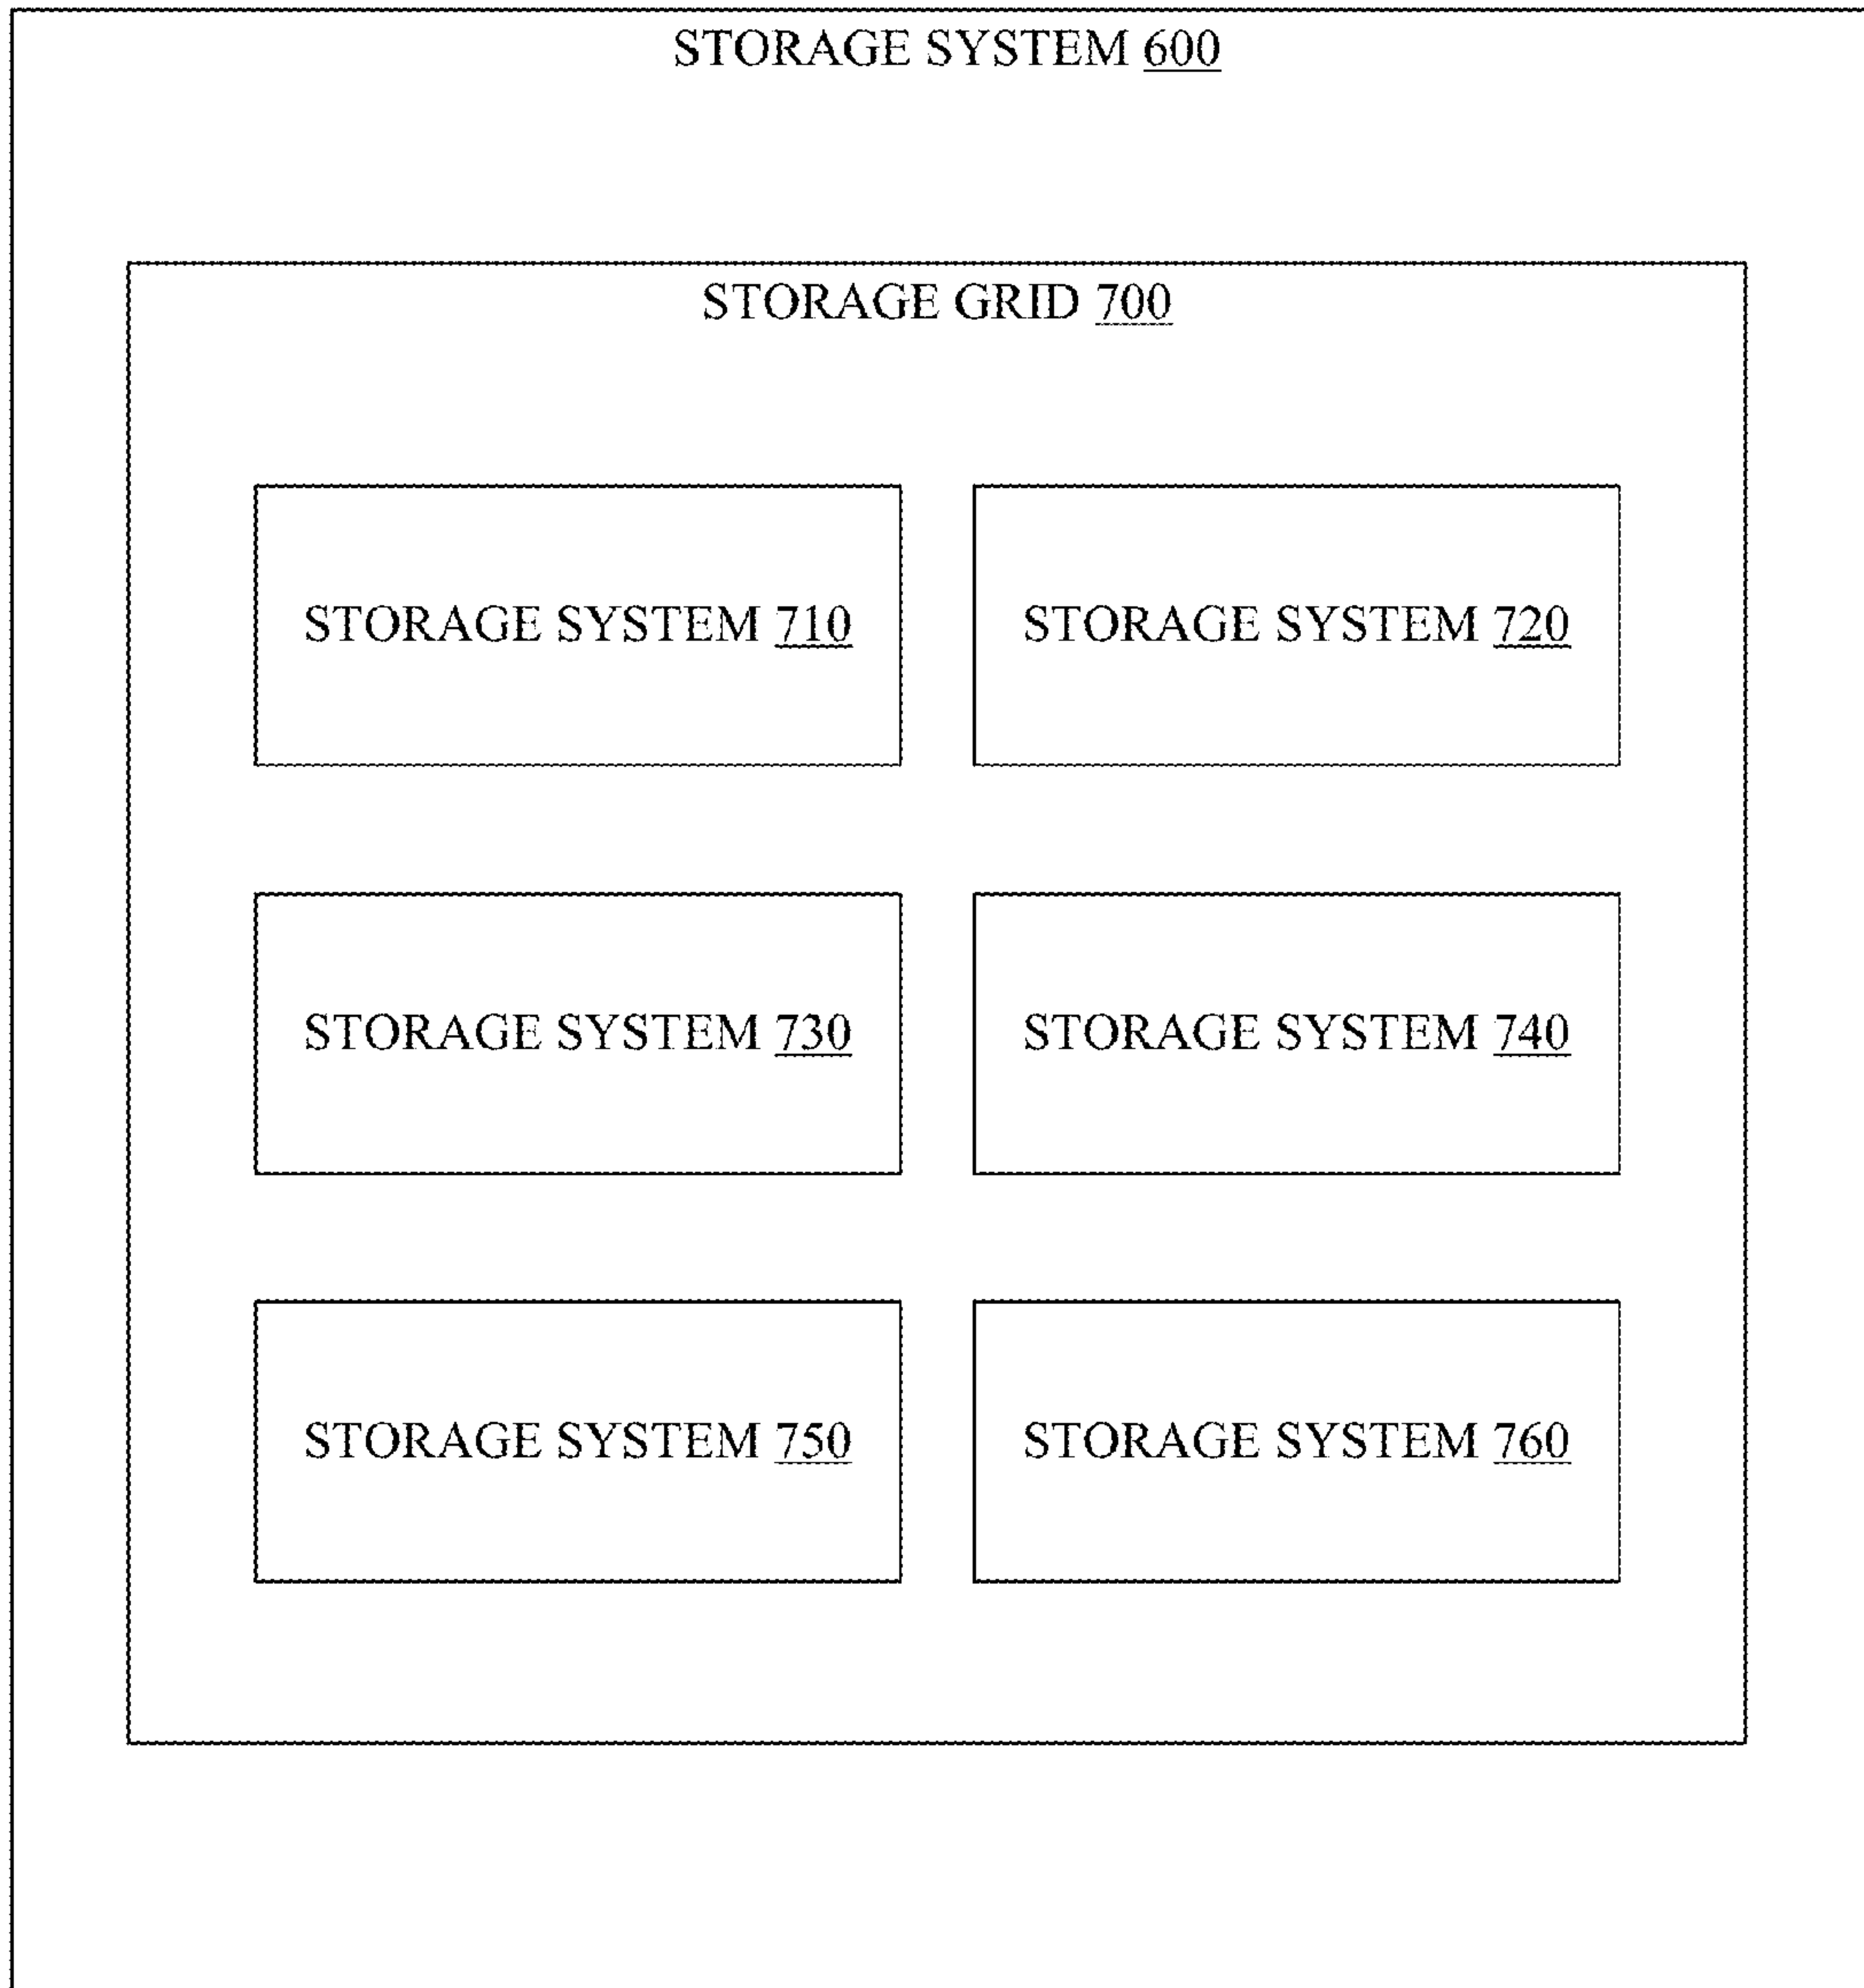 STORAGE SYSTEM 600
STORAGE GRID 700
STORAGE SYSTEM 710
STORAGE SYSTEM 720
STORAGE SYSTEM 730
STORAGE SYSTEM 740
STORAGE SYSTEM 750
STORAGE SYSTEM 760